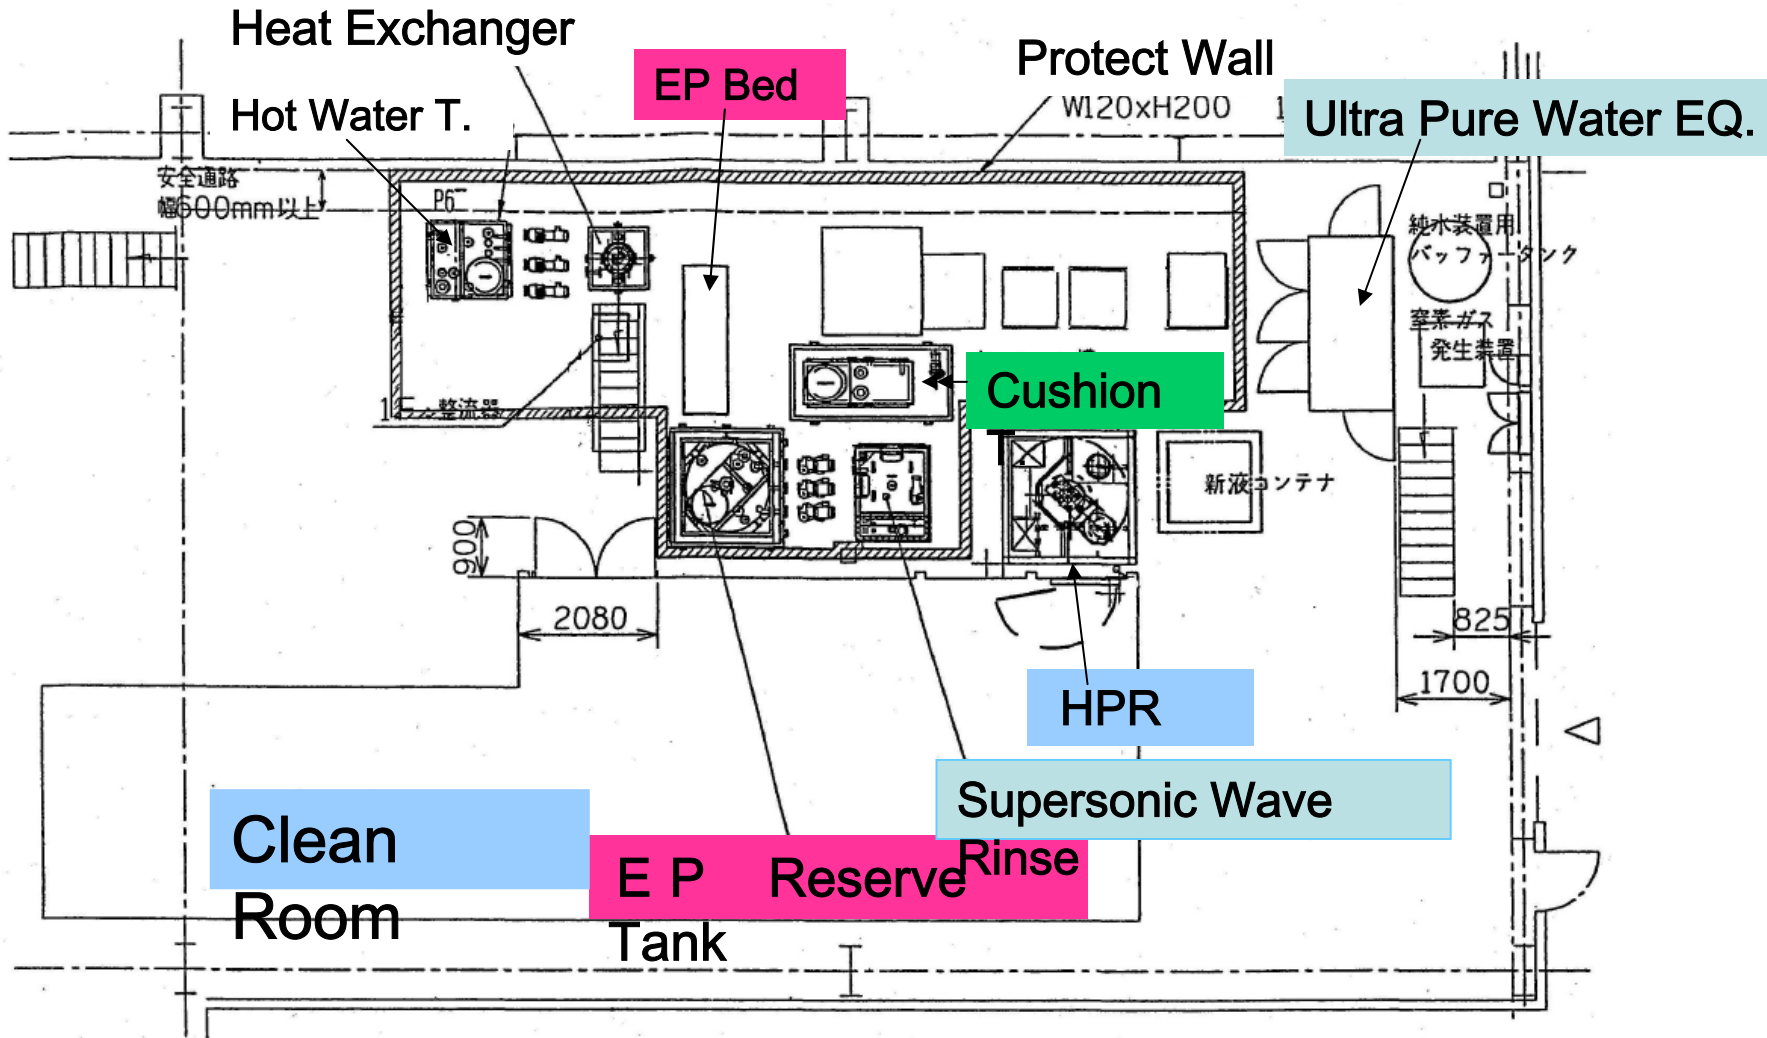 Heat Exchanger
EP Bed
Protect Wall
W120xH200
Ultra Pure Water EQ.
Hot Water T.
安全通路
幅600mm以上
P6
純水装置用
バッファータンク
窒素ガス
発生装置
Cushion
整流器
新液コンテナ
900
2080
825
1700
HPR
Supersonic Wave
Rinse
Clean
Room
E P Reserve
Tank